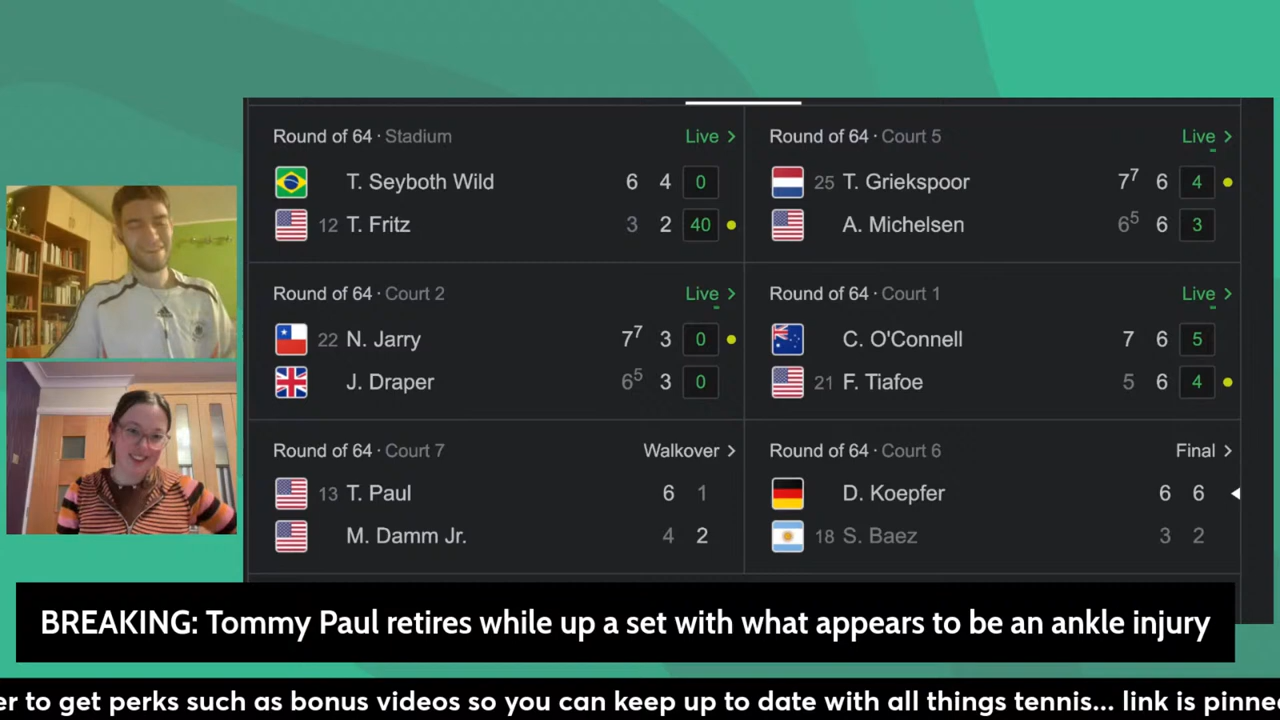 Round of 64 · Stadium Live >
T. Seyboth Wild 6 4 0
12 T. Fritz 3 2 40
Round of 64 · Court 5 Live >
25 T. Griekspoor 7⁷ 6 4
A. Michelsen 6⁵ 6 3
Round of 64 · Court 2 Live >
22 N. Jarry 7⁷ 3 0
J. Draper 6⁵ 3 0
Round of 64 · Court 1 Live >
C. O'Connell 7 6 5
21 F. Tiafoe 5 6 4
Round of 64 · Court 7 Walkover >
13 T. Paul 6 1
M. Damm Jr. 4 2
Round of 64 · Court 6 Final >
D. Koepfer 6 6
18 S. Baez 3 2
BREAKING: Tommy Paul retires while up a set with what appears to be an ankle injury
er to get perks such as bonus videos so you can keep up to date with all things tennis... link is pinne